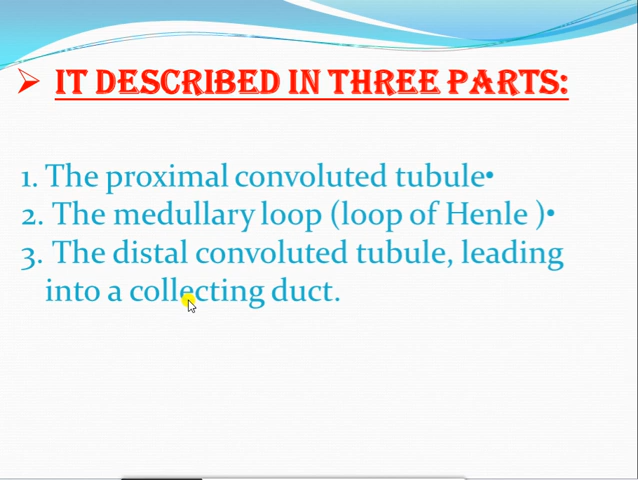 ➢ IT DESCRIBED IN THREE PARTS:
1. The proximal convoluted tubule•
2. The medullary loop (loop of Henle )•
3. The distal convoluted tubule, leading
into a collecting duct.